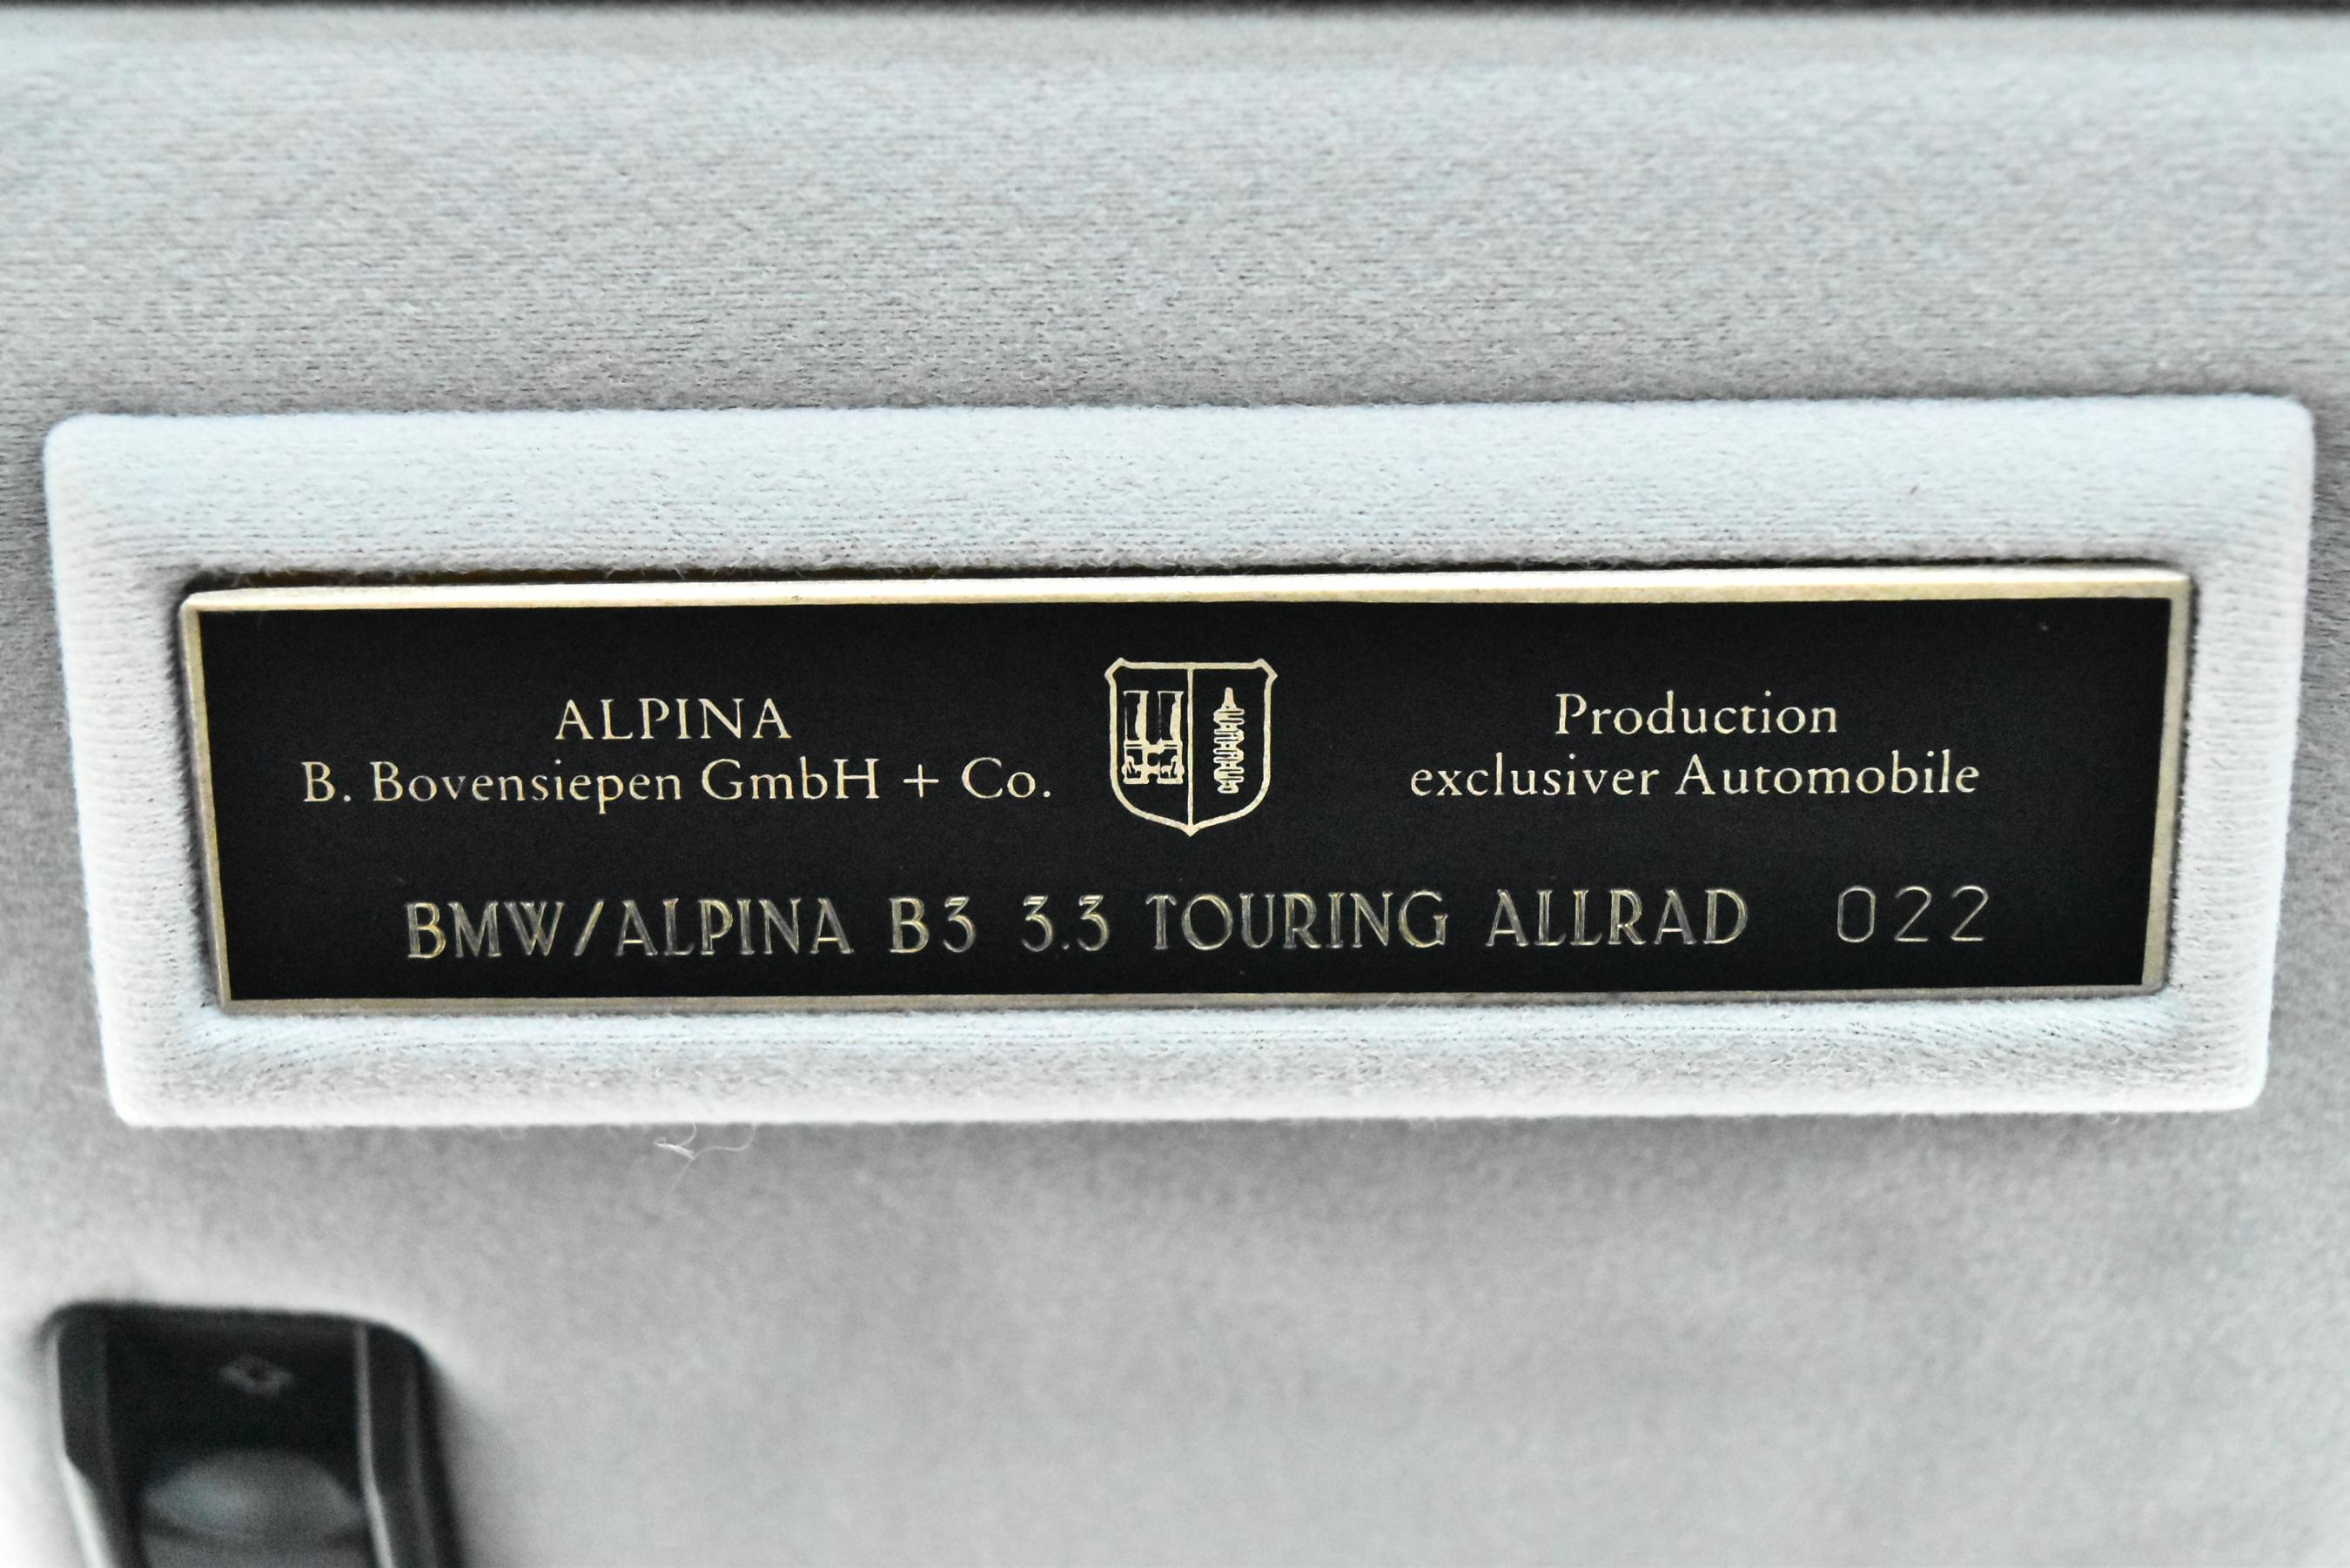 ALPINA
B. Bovensiepen GmbH + Co.
Production
exclusiver Automobile
BMW/ALPINA B3 3.3 TOURING ALLRAD 022